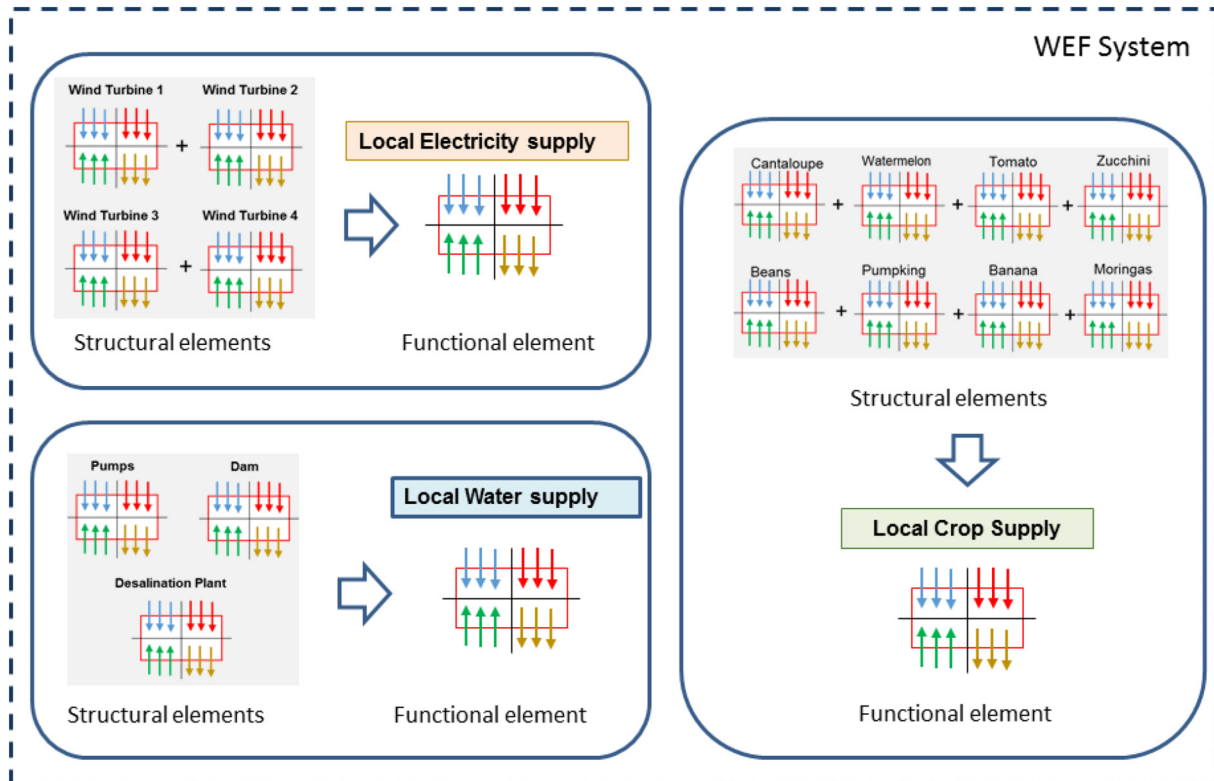 WEF System
Wind Turbine 1
Wind Turbine 2
+
Wind Turbine 3
Wind Turbine 4
+
Structural elements
Local Electricity supply
Functional element
Pumps
Dam
Desalination Plant
Structural elements
Local Water supply
Functional element
Cantaloupe
Watermelon
Tomato
Zucchini
+ + +
Beans
Pumpking
Banana
Moringas
+ + +
Structural elements
Local Crop Supply
Functional element